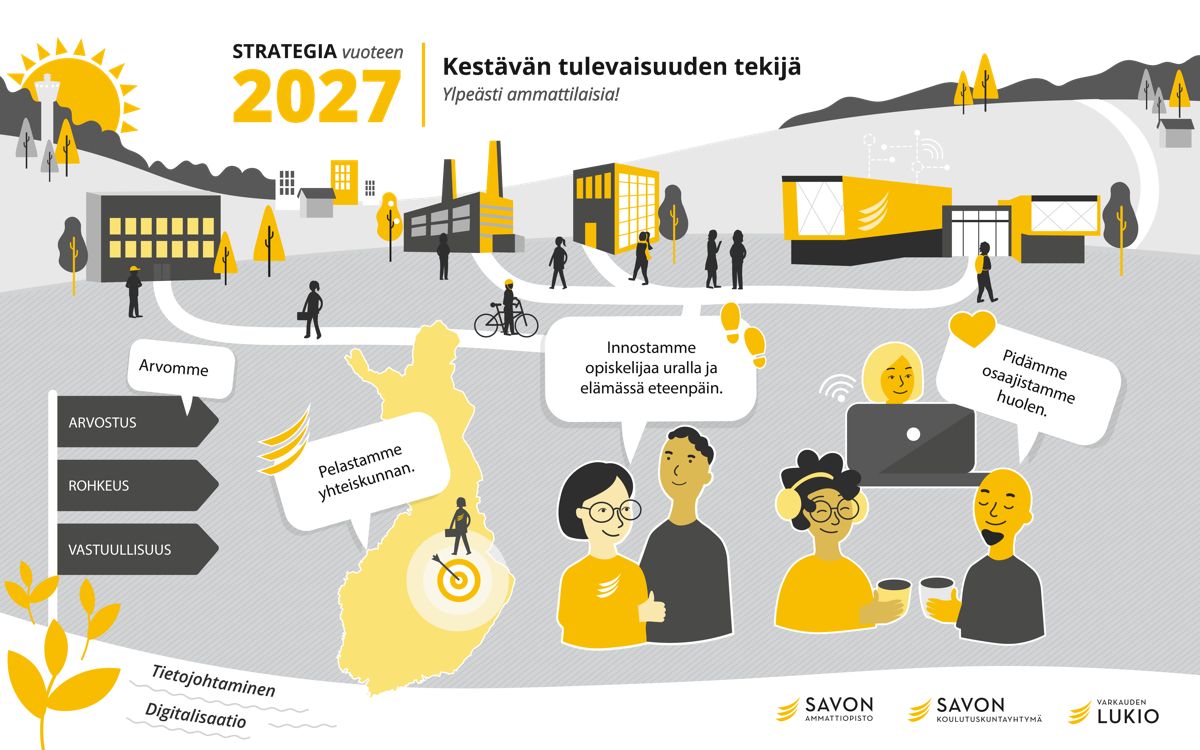 STRATEGIA vuoteen
2027
Kestävän tulevaisuuden tekijä
Ylpeästi ammattilaisia!
Arvomme
ARVOSTUS
ROHKEUS
VASTUULLISUUS
Pelastamme
yhteiskunnan.
Innostamme
opiskelijaa uralla ja
elämässä eteenpäin.
Pidämme
osaajistamme
huolen.
Tietojohtaminen
Digitalisaatio
SAVON
AMMATTIOPISTO
SAVON
KOULUTUSKUNTAYHTYMÄ
VARKAUDEN
LUKIO